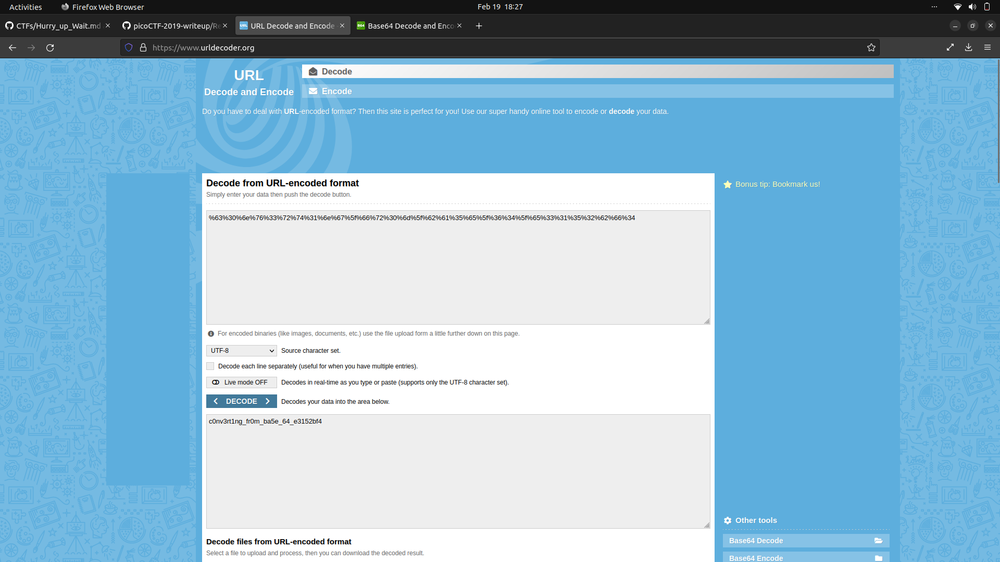 Activities
Firefox Web Browser
Feb 19 18:27
CTFs/Hurry_up_Wait.md
picoCTF-2019-writeup/Re
URL Decode and Encode
Base64 Decode and Enco
https://www.urldecoder.org
URL
Decode and Encode
Decode
Encode
Do you have to deal with URL-encoded format? Then this site is perfect for you! Use our super handy online tool to encode or decode your data.
Decode from URL-encoded format
Simply enter your data then push the decode button.
Bonus tip: Bookmark us!
%63%30%6e%76%33%72%74%31%6e%67%5f%66%72%30%6d%5f%62%61%35%65%5f%36%34%5f%65%33%31%35%32%62%66%34
For encoded binaries (like images, documents, etc.) use the file upload form a little further down on this page.
UTF-8
Source character set.
Decode each line separately (useful for when you have multiple entries).
Live mode OFF
Decodes in real-time as you type or paste (supports only the UTF-8 character set).
DECODE
Decodes your data into the area below.
c0nv3rt1ng_fr0m_ba5e_64_e3152bf4
Other tools
Base64 Decode
Base64 Encode
Decode files from URL-encoded format
Select a file to upload and process, then you can download the decoded result.